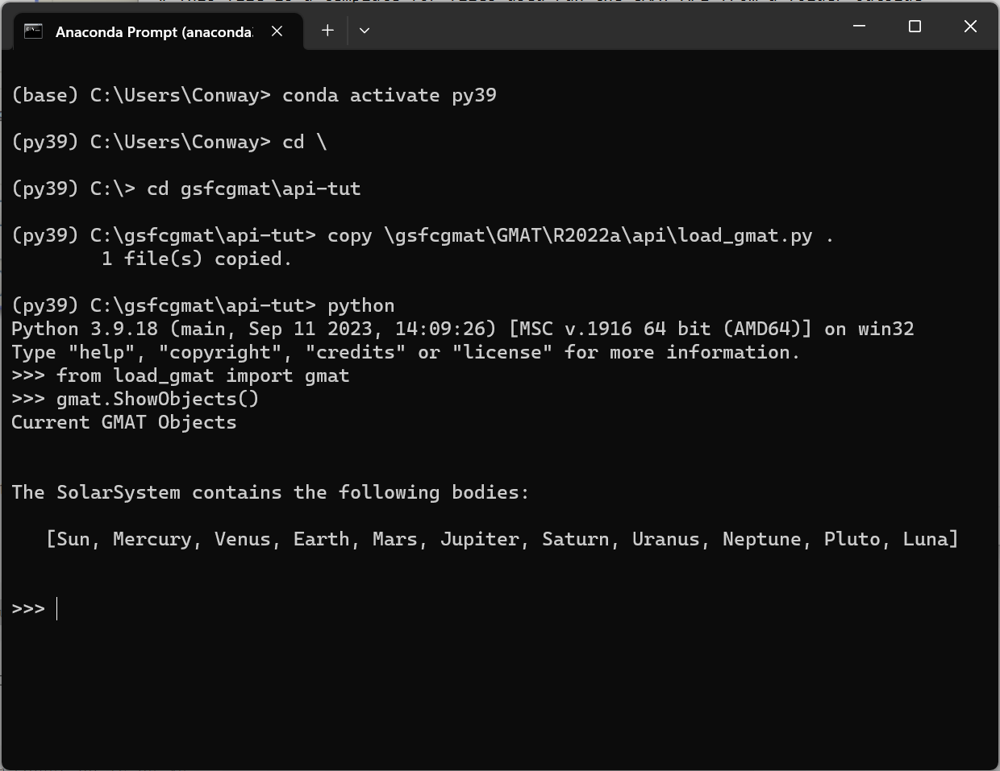 Anaconda Prompt (anaconda
(base) C:\Users\Conway> conda activate py39
(py39) C:\Users\Conway> cd \
(py39) C:\> cd gsfcgmat\api-tut
(py39) C:\gsfcgmat\api-tut> copy \gsfcgmat\GMAT\R2022a\api\load_gmat.py .
1 file(s) copied.
(py39) C:\gsfcgmat\api-tut> python
Python 3.9.18 (main, Sep 11 2023, 14:09:26) [MSC v.1916 64 bit (AMD64)] on win32
Type "help", "copyright", "credits" or "license" for more information.
>>> from load_gmat import gmat
>>> gmat.ShowObjects()
Current GMAT Objects
The SolarSystem contains the following bodies:
[Sun, Mercury, Venus, Earth, Mars, Jupiter, Saturn, Uranus, Neptune, Pluto, Luna]
>>>